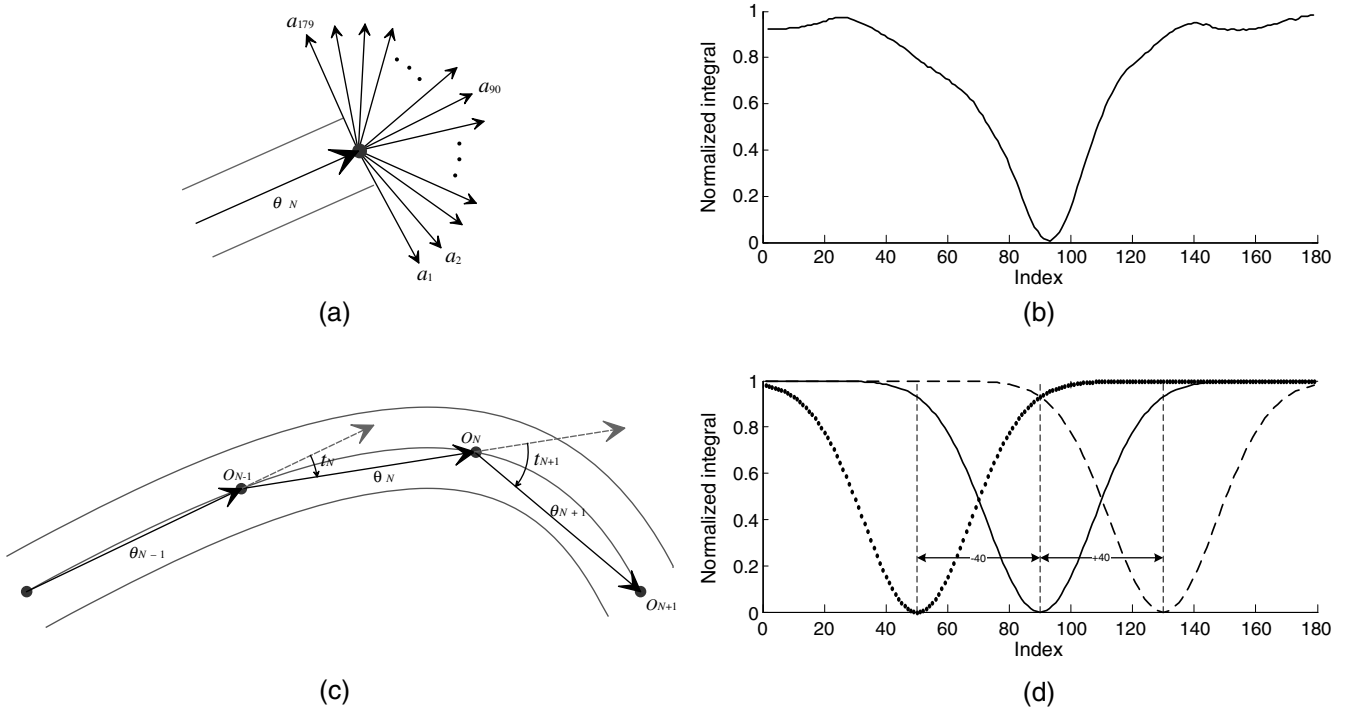 a179
a90
θ N
a2
a1
(a)
Normalized integral
1
0.8
0.6
0.4
0.2
0
0 20 40 60 80 100 120 140 160 180
Index
(b)
ON
ON-1
tN
tN+1
θ N
θN + 1
θN – 1
ON+1
(c)
Normalized integral
1
0.8
0.6
0.4
0.2
0
-40 +40
0 20 40 60 80 100 120 140 160 180
Index
(d)